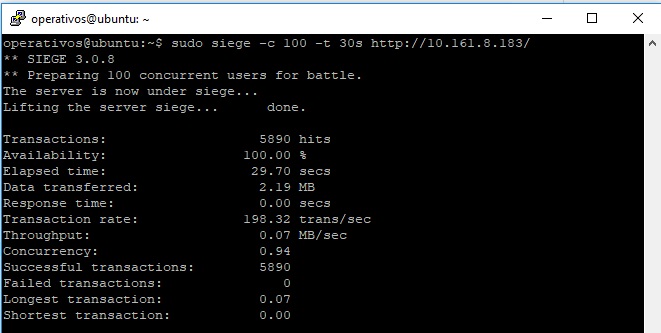 operativos@ubuntu: ~
operativos@ubuntu:~$ sudo siege -c 100 -t 30s http://10.161.8.183/
** SIEGE 3.0.8
** Preparing 100 concurrent users for battle.
The server is now under siege...
Lifting the server siege...      done.
Transactions:                   5890 hits
Availability:                 100.00 %
Elapsed time:                  29.70 secs
Data transferred:               2.19 MB
Response time:                  0.00 secs
Transaction rate:             198.32 trans/sec
Throughput:                     0.07 MB/sec
Concurrency:                    0.94
Successful transactions:        5890
Failed transactions:               0
Longest transaction:            0.07
Shortest transaction:           0.00